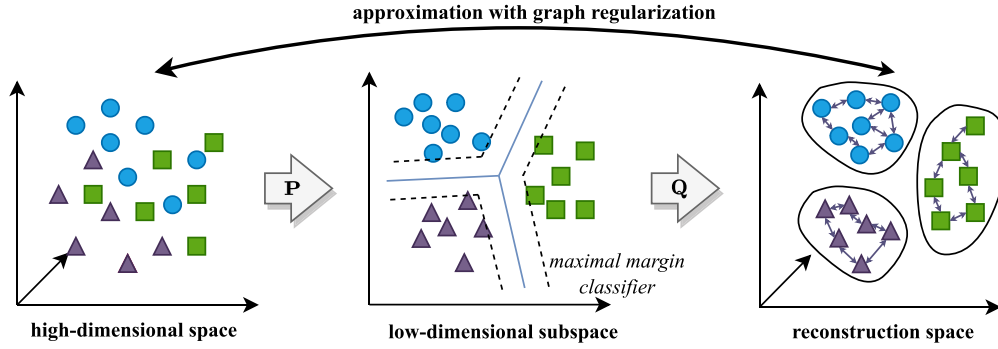 approximation with graph regularization
P
Q
maximal margin
classifier
high-dimensional space
low-dimensional subspace
reconstruction space